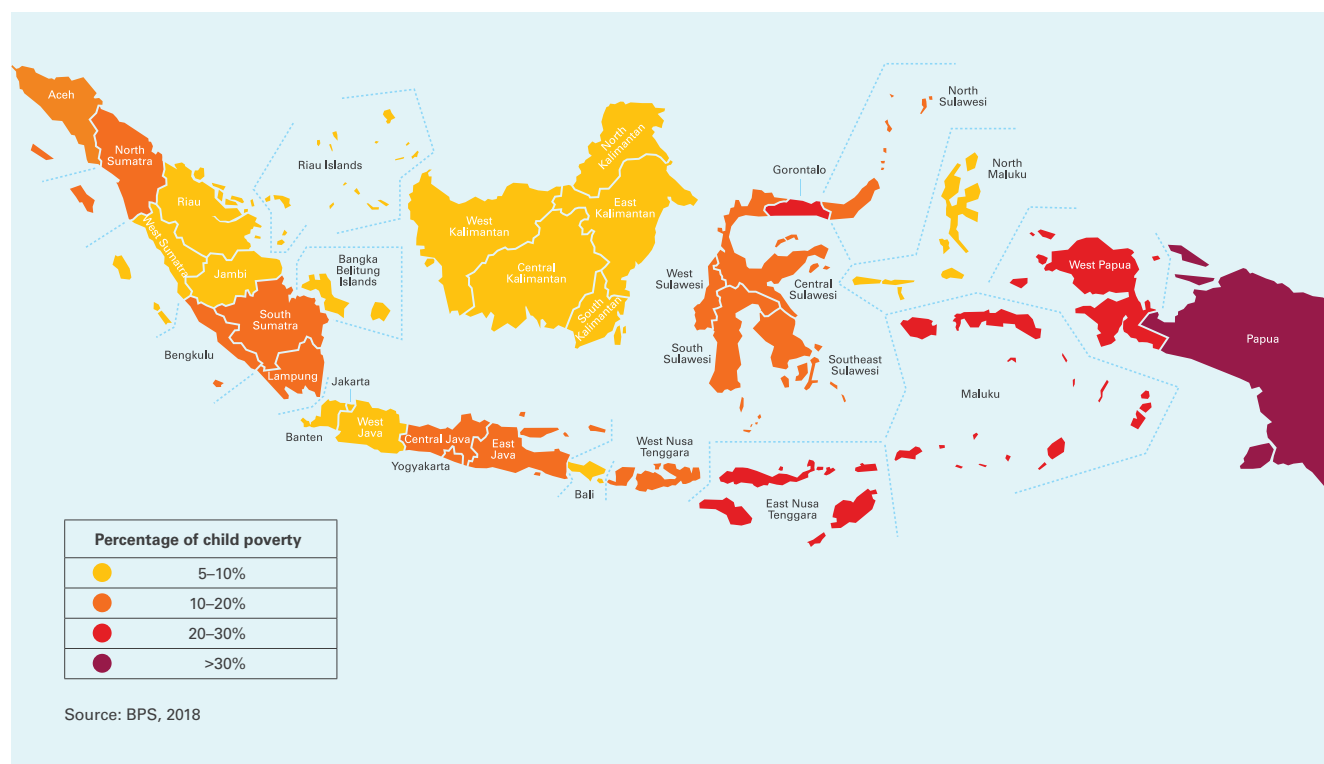 Aceh
North
Sumatra
Riau Islands
Riau
West Sumatra
Jambi
Bangka
Belitung
Islands
South
Sumatra
Bengkulu
Lampung
Jakarta
Banten
West
Java
Central Java
Yogyakarta
East
Java
Bali
West Nusa
Tenggara
East Nusa
Tenggara
North
Kalimantan
West
Kalimantan
East
Kalimantan
Central
Kalimantan
South
Kalimantan
Gorontalo
North
Sulawesi
West
Sulawesi
Central
Sulawesi
South
Sulawesi
Southeast
Sulawesi
North
Maluku
Maluku
West Papua
Papua
Percentage of child poverty
5–10%
10–20%
20–30%
>30%
Source: BPS, 2018